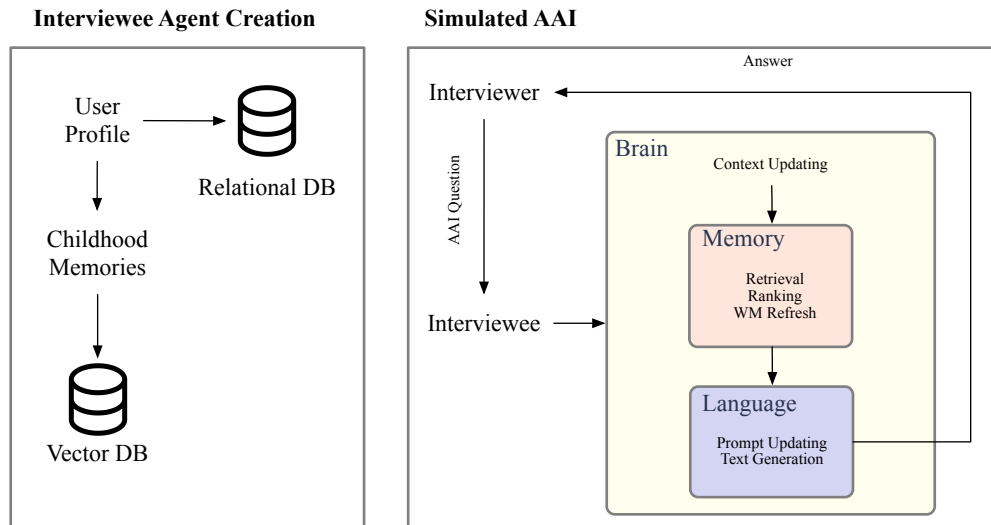 Interviewee Agent Creation
User
Profile
Relational DB
Childhood
Memories
Vector DB
Simulated AAI
Answer
Interviewer
AAI Question
Interviewee
Brain
Context Updating
Memory
Retrieval
Ranking
WM Refresh
Language
Prompt Updating
Text Generation